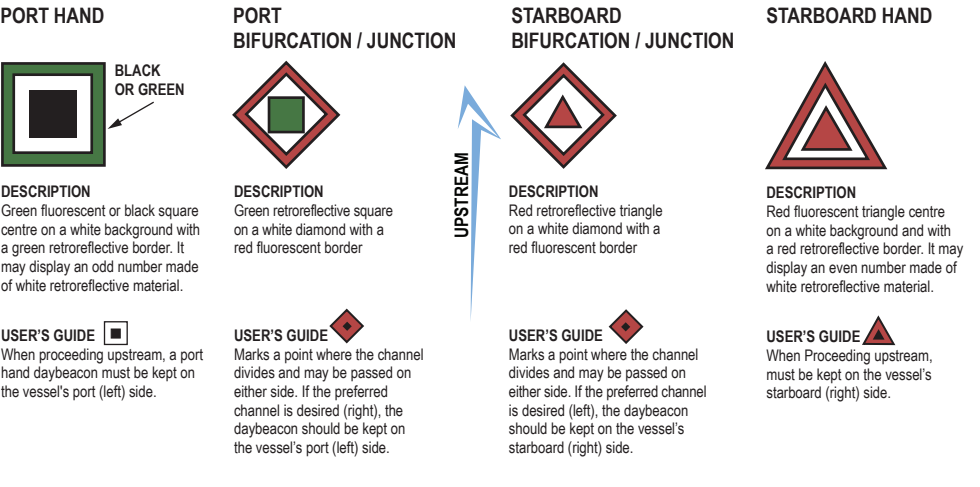 PORT HAND
BLACK
OR GREEN
DESCRIPTION
Green fluorescent or black square
centre on a white background with
a green retroreflective border. It
may display an odd number made
of white retroreflective material.
USER'S GUIDE
When proceeding upstream, a port
hand daybeacon must be kept on
the vessel's port (left) side.
PORT
BIFURCATION / JUNCTION
DESCRIPTION
Green retroreflective square
on a white diamond with a
red fluorescent border
USER'S GUIDE
Marks a point where the channel
divides and may be passed on
either side. If the preferred
channel is desired (right), the
daybeacon should be kept on
the vessel's port (left) side.
UPSTREAM
STARBOARD
BIFURCATION / JUNCTION
DESCRIPTION
Red retroreflective triangle
on a white diamond with a
red fluorescent border
USER'S GUIDE
Marks a point where the channel
divides and may be passed on
either side. If the preferred channel
is desired (left), the daybeacon
should be kept on the vessel's
starboard (right) side.
STARBOARD HAND
DESCRIPTION
Red fluorescent triangle centre
on a white background and with
a red retroreflective border. It may
display an even number made of
white retroreflective material.
USER'S GUIDE
When Proceeding upstream,
must be kept on the vessel's
starboard (right) side.